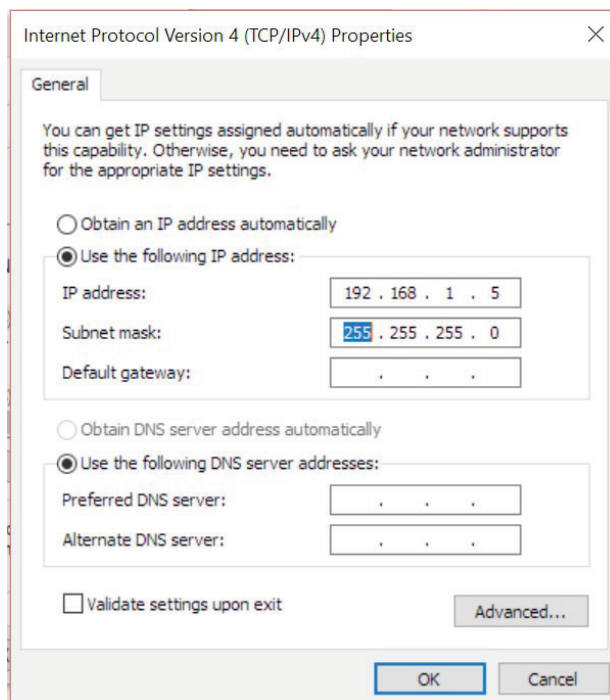 Internet Protocol Version 4 (TCP/IPv4) Properties
General
You can get IP settings assigned automatically if your network supports
this capability. Otherwise, you need to ask your network administrator
for the appropriate IP settings.
Obtain an IP address automatically
Use the following IP address:
IP address: 192 . 168 . 1 . 5
Subnet mask: 255 . 255 . 255 . 0
Default gateway: . . .
Obtain DNS server address automatically
Use the following DNS server addresses:
Preferred DNS server: . . .
Alternate DNS server: . . .
Validate settings upon exit
Advanced...
OK Cancel